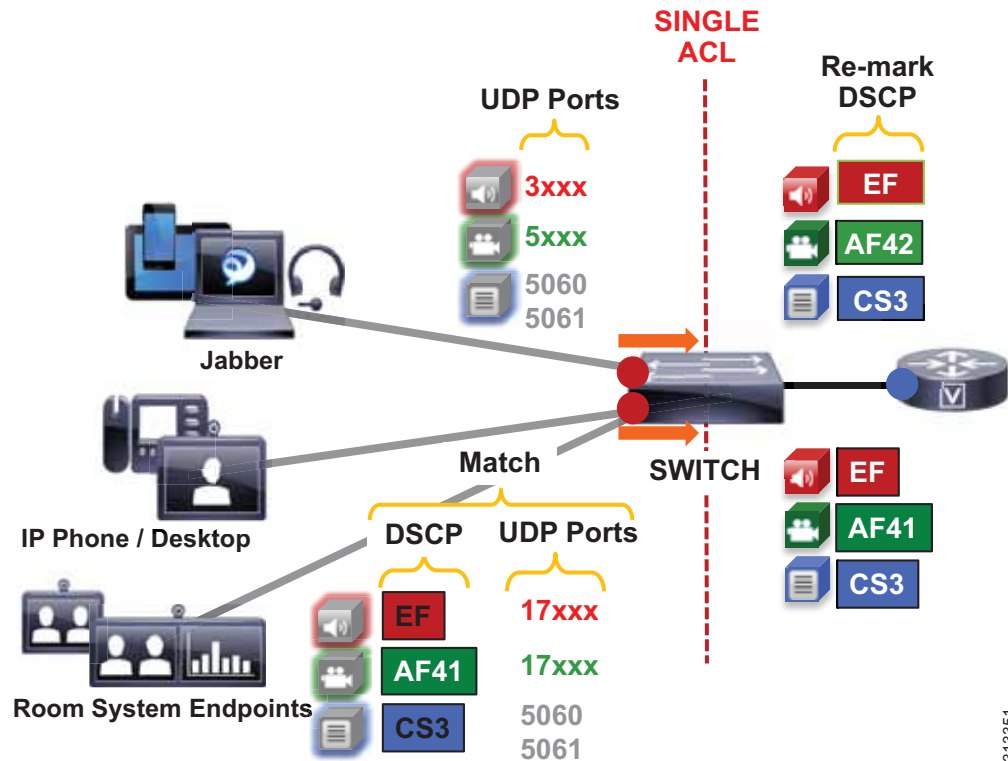 SINGLE
ACL
Re-mark
DSCP
UDP Ports
3xxx
5xxx
5060
5061
EF
AF42
CS3
Jabber
V
SWITCH
Match
IP Phone / Desktop
DSCP
UDP Ports
EF
17xxx
AF41
17xxx
CS3
5060
5061
EF
AF41
CS3
Room System Endpoints